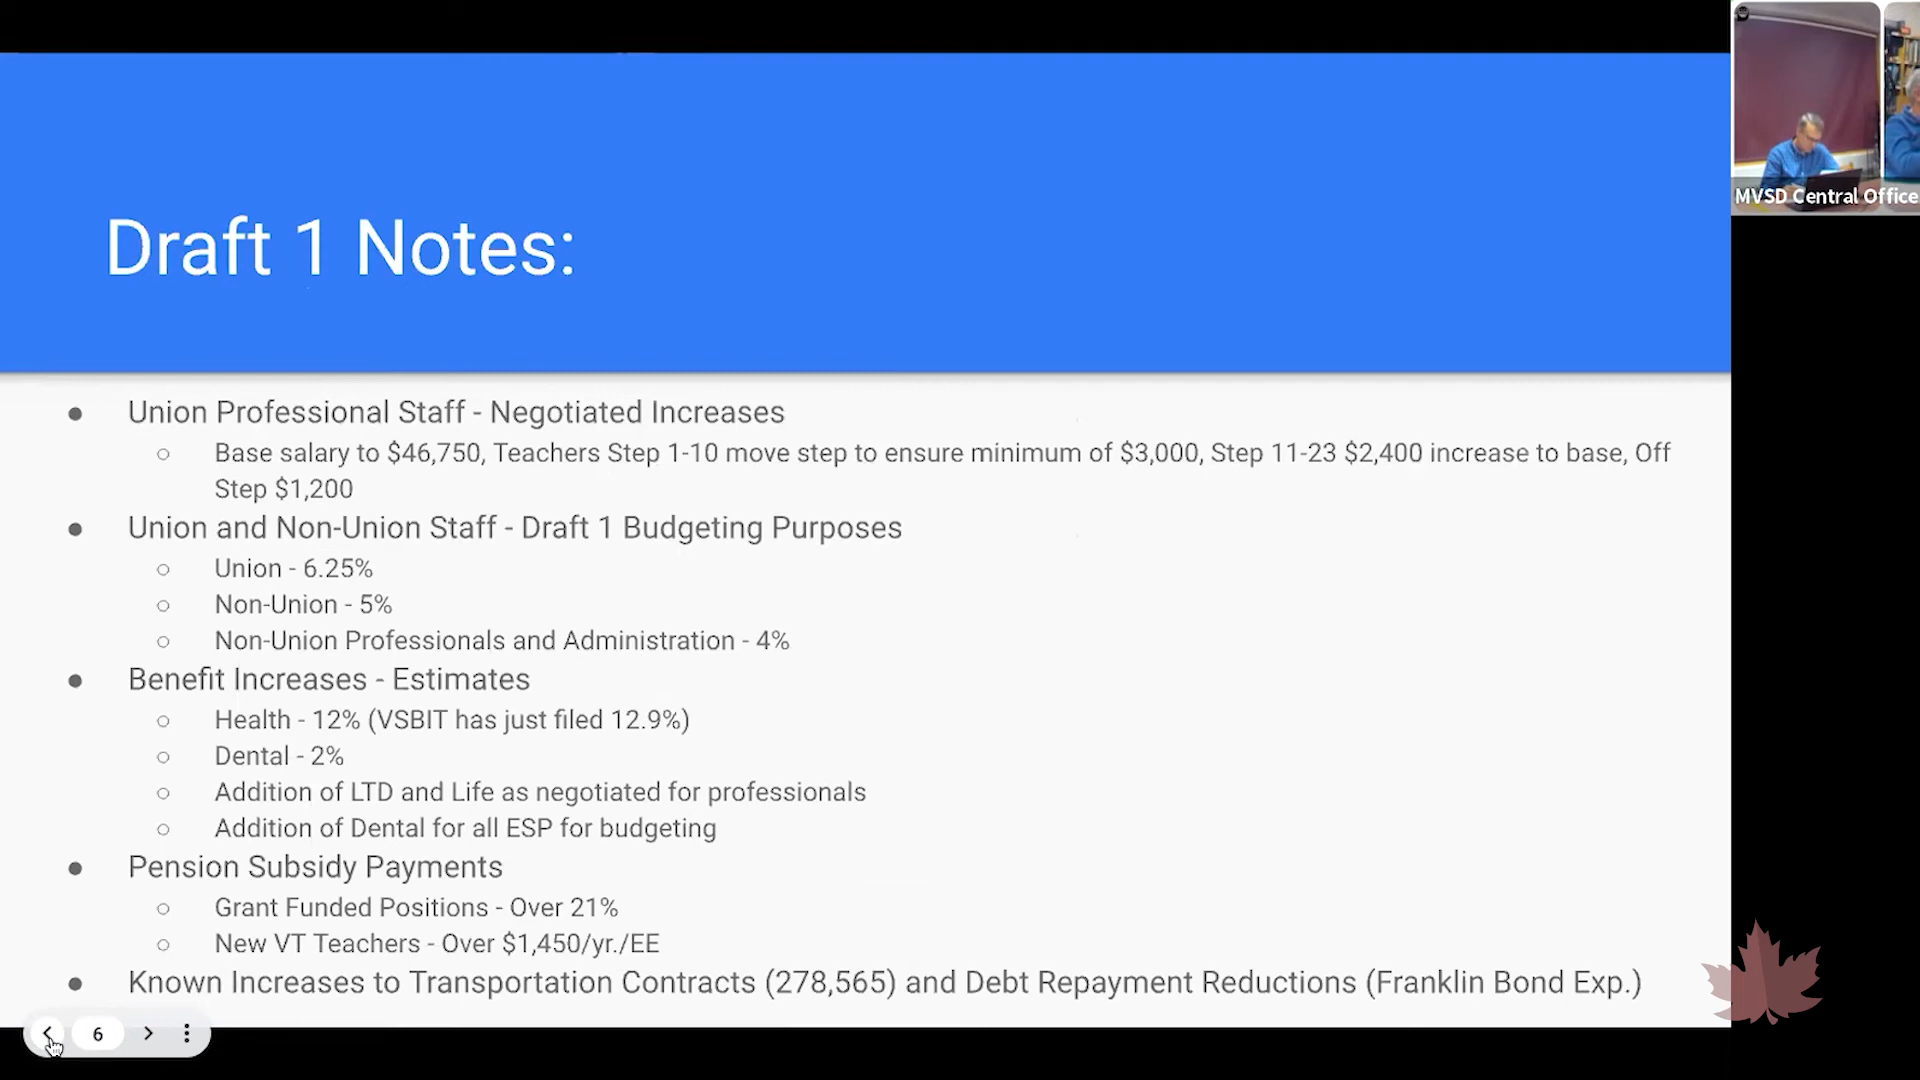 MVSD Central Office
Draft 1 Notes:
● Union Professional Staff - Negotiated Increases
○ Base salary to $46,750, Teachers Step 1-10 move step to ensure minimum of $3,000, Step 11-23 $2,400 increase to base, Off
Step $1,200
● Union and Non-Union Staff - Draft 1 Budgeting Purposes
○ Union - 6.25%
○ Non-Union - 5%
○ Non-Union Professionals and Administration - 4%
● Benefit Increases - Estimates
○ Health - 12% (VSBIT has just filed 12.9%)
○ Dental - 2%
○ Addition of LTD and Life as negotiated for professionals
○ Addition of Dental for all ESP for budgeting
● Pension Subsidy Payments
○ Grant Funded Positions - Over 21%
○ New VT Teachers - Over $1,450/yr./EE
● Known Increases to Transportation Contracts (278,565) and Debt Repayment Reductions (Franklin Bond Exp.)
6